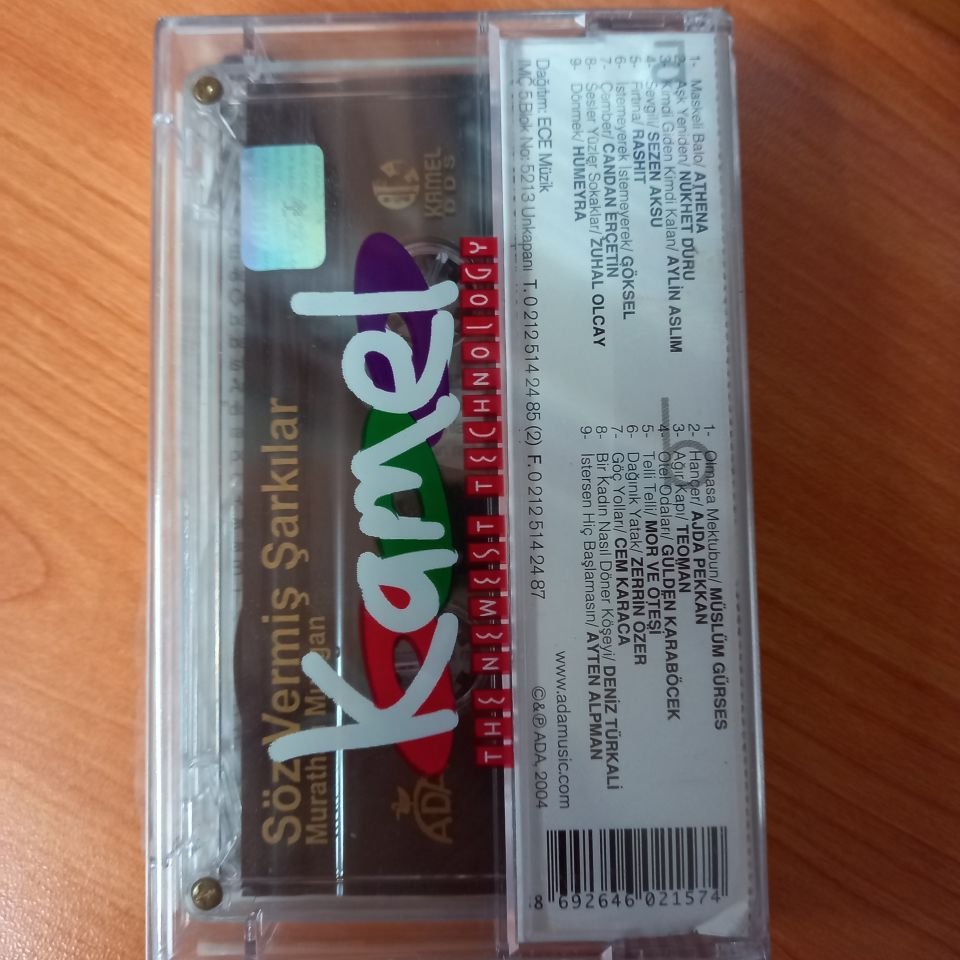 1- Maskeli Balo/ ATHENA
2- Aşk Yeniden/ NÜKHET DURU
3- Kimdi Giden Kimdi Kalan/ AYLİN ASLIM
4- Sevgili/ SEZEN AKSU
5- Fırtına/ RASHIT
6- İstemeyerek İstemeyerek/ GÖKSEL
7- Çember/ CANDAN ERÇETİN
8- Sesler Yüzler Sokaklar/ ZUHAL OLCAY
9- Dönmek/ HÜMEYRA
1- Olmasa Mektubun/ MÜSLÜM GÜRSES
2- Hançer/ AJDA PEKKAN
3- Ağır Kapı/ TEOMAN
4- Otel Odaları/ GÜLDEN KARABÖCEK
5- Telli Telli/ MOR VE ÖTESİ
6- Dağınık Yatak/ ZERRİN ÖZER
7- Göç Yolları/ CEM KARACA
8- Bir Kadın Nasıl Döner Köşeyi/ DENİZ TÜRKALİ
9- İstersen Hiç Başlamasın/ AYTEN ALPMAN
Dağıtım: ECE Müzik
İMÇ 5.Blok No: 5213 Unkapanı T. 0 212 514 24 85 (2) F. 0 212 514 24 87
www.adamusic.com
©&℗ ADA, 2004
8 692646 021574
THE NEWEST TECHNOLOGY
Kamel
ADA
KRMEL
Söz Vermiş Şarkılar